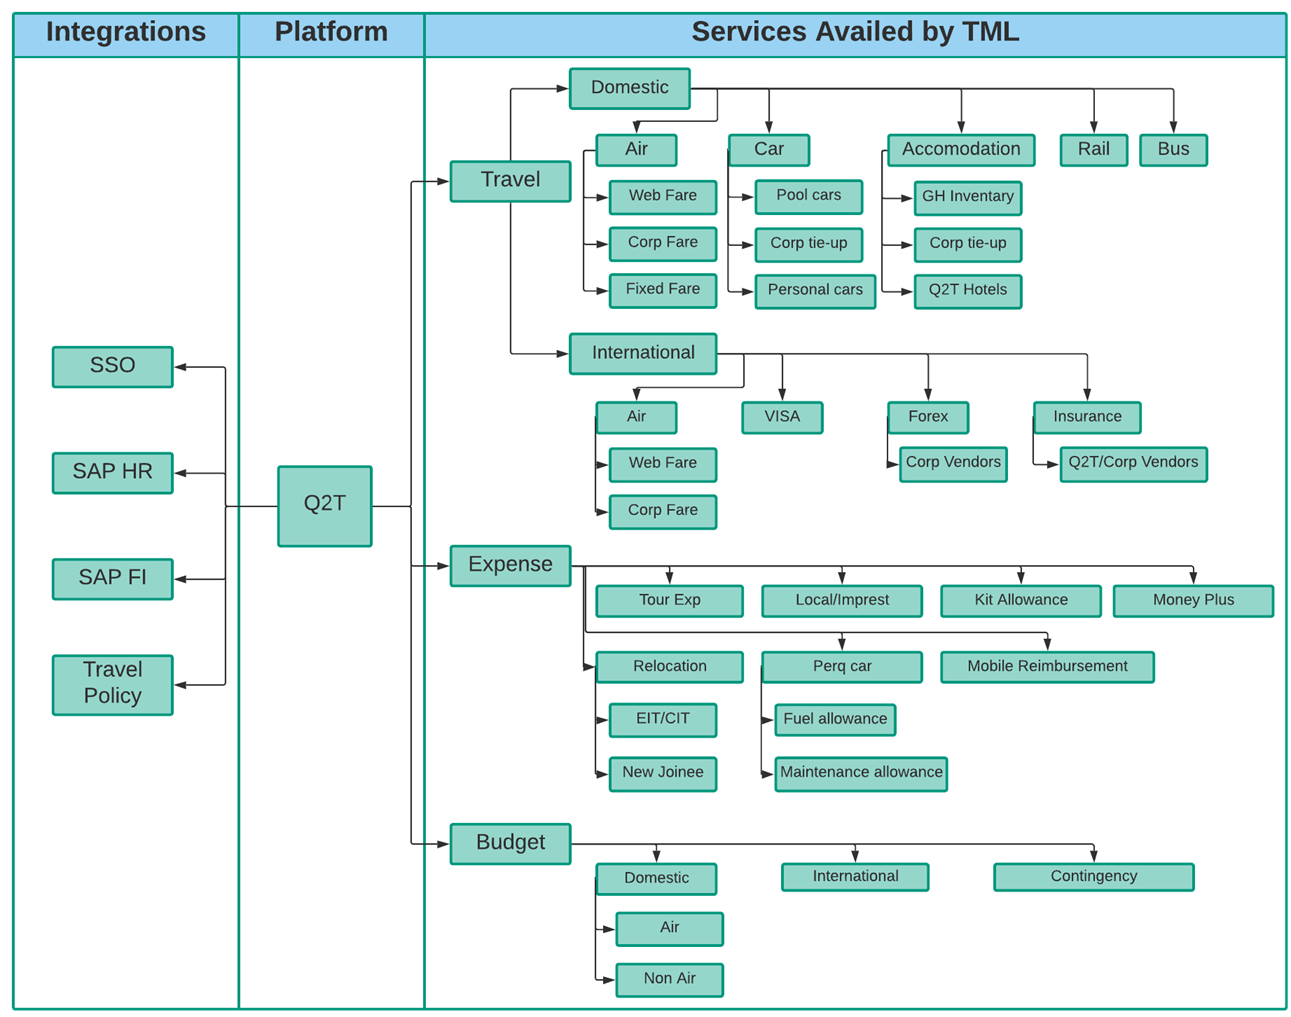 Integrations
Platform
Services Availed by TML
Domestic
Air
Car
Accomodation
Rail
Bus
Travel
Web Fare
Pool cars
GH Inventary
Corp Fare
Corp tie-up
Corp tie-up
Fixed Fare
Personal cars
Q2T Hotels
International
SSO
Air
VISA
Forex
Insurance
Web Fare
Corp Vendors
Q2T/Corp Vendors
SAP HR
Q2T
Corp Fare
Expense
SAP FI
Tour Exp
Local/Imprest
Kit Allowance
Money Plus
Relocation
Perq car
Mobile Reimbursement
Travel
Policy
EIT/CIT
Fuel allowance
New Joinee
Maintenance allowance
Budget
Domestic
International
Contingency
Air
Non Air